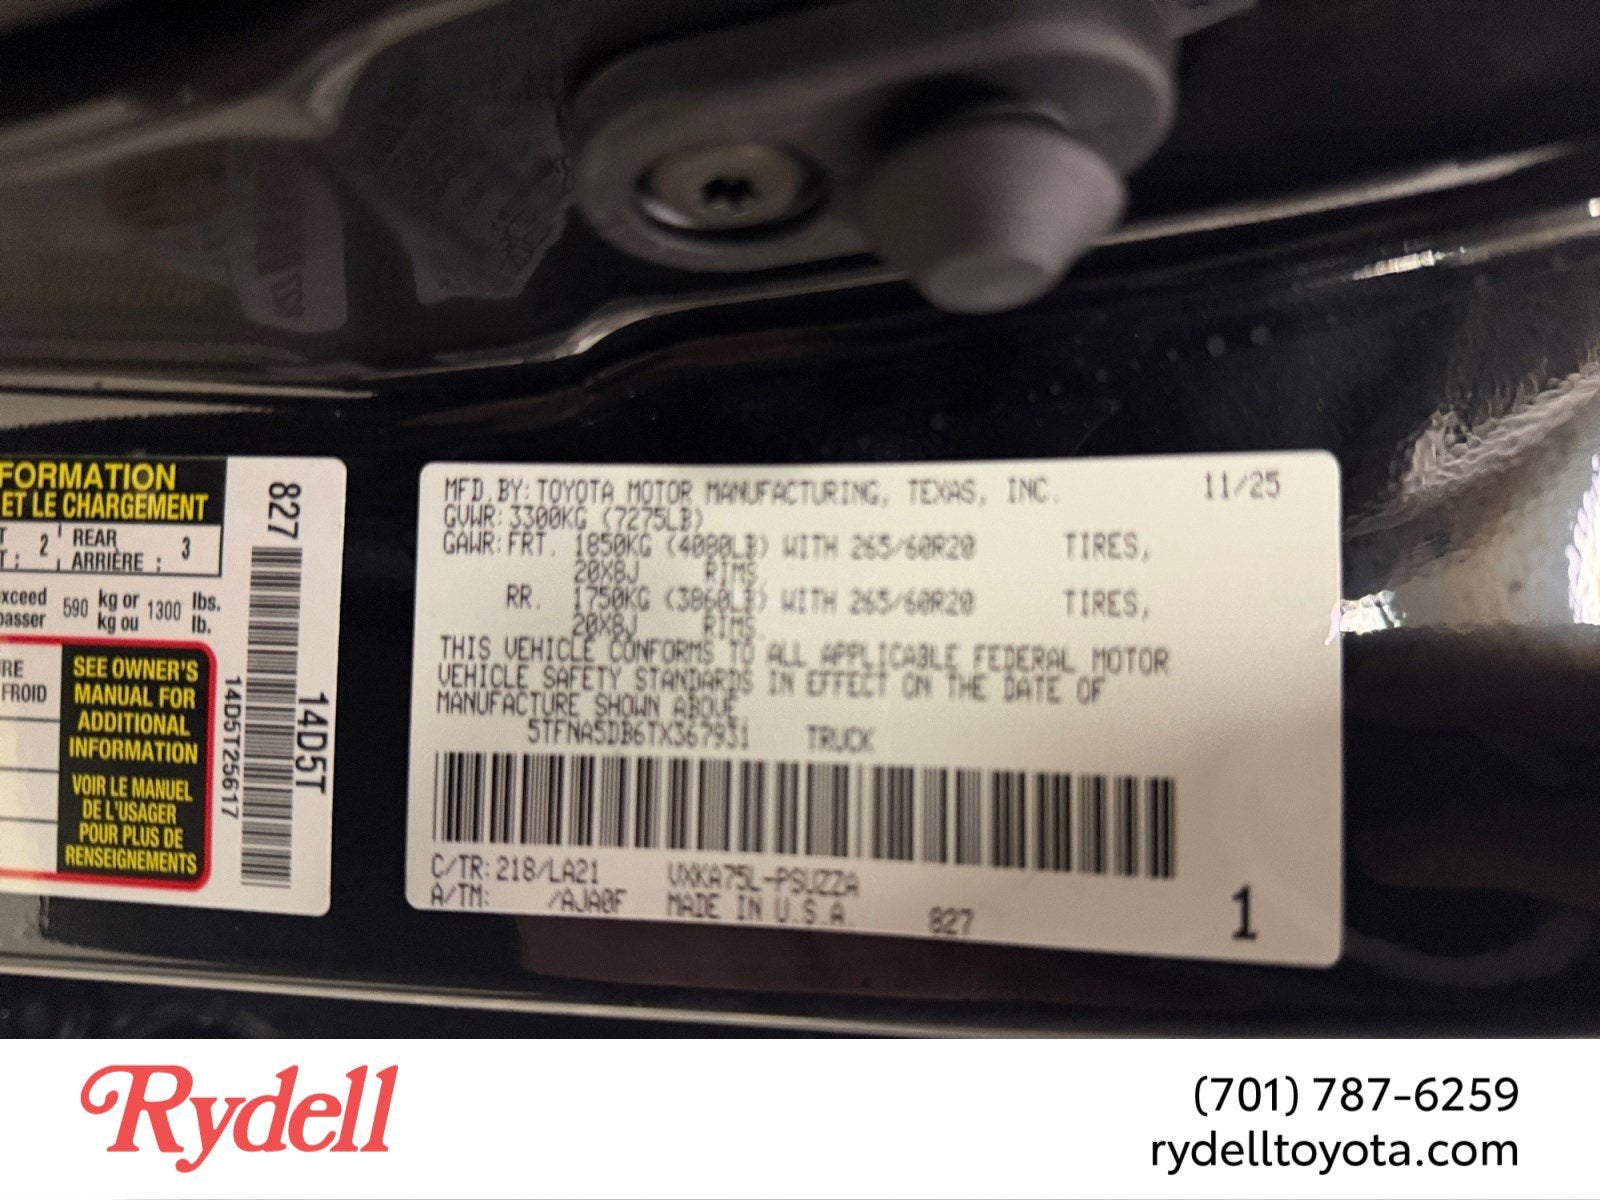 FORMATION
ET LE CHARGEMENT
2 REAR
ARRIÈRE : 3
xceed 590 kg or 1300 lbs.
passer kg ou lb.
RE
FROID
SEE OWNER'S
MANUAL FOR
ADDITIONAL
INFORMATION
VOIR LE MANUEL
DE L'USAGER
POUR PLUS DE
RENSEIGNEMENTS
827
14D5T
14D5T25617
MFD.BY:TOYOTA MOTOR MANUFACTURING, TEXAS, INC. 11/25
GVWR:3300KG (7275LB)
GAWR:FRT. 1850KG (4080LB) WITH 265/60R20 TIRES,
20X8J RIMS,
RR. 1750KG (3860LB) WITH 265/60R20 TIRES,
20X8J RIMS.
THIS VEHICLE CONFORMS TO ALL APPLICABLE FEDERAL MOTOR
VEHICLE SAFETY STANDARDS IN EFFECT ON THE DATE OF
MANUFACTURE SHOWN ABOVE.
5TFNA5DB6TX367931 TRUCK
C/TR:218/LA21 UXKA75L-PSUZZA
A/TM: /AJA0F MADE IN U.S.A. 827 1
Rydell
(701) 787-6259
rydelltoyota.com